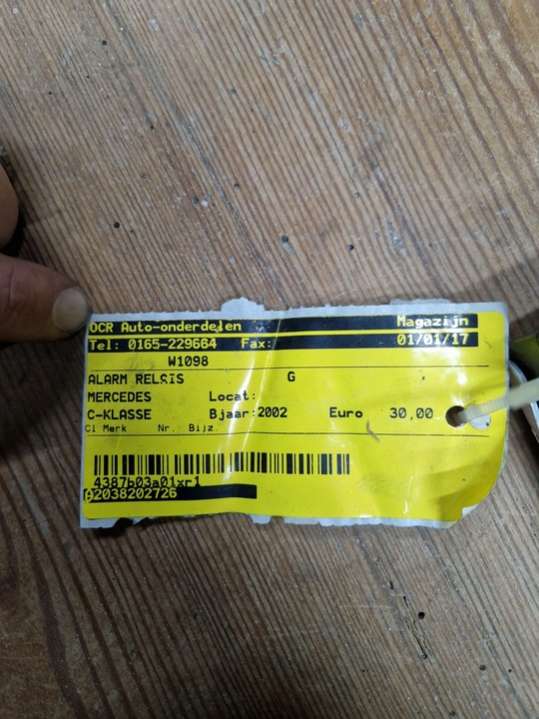 OCR Auto-onderdelen Magazijn
Tel: 0165-229664 Fax: 01/01/17
W1098
ALARM RELCIS G
MERCEDES Locat:
C-KLASSE Bjaar:2002 Euro 30,00
Cl Merk Nr. Bijz.
4387b03a01xr1
A2038202726